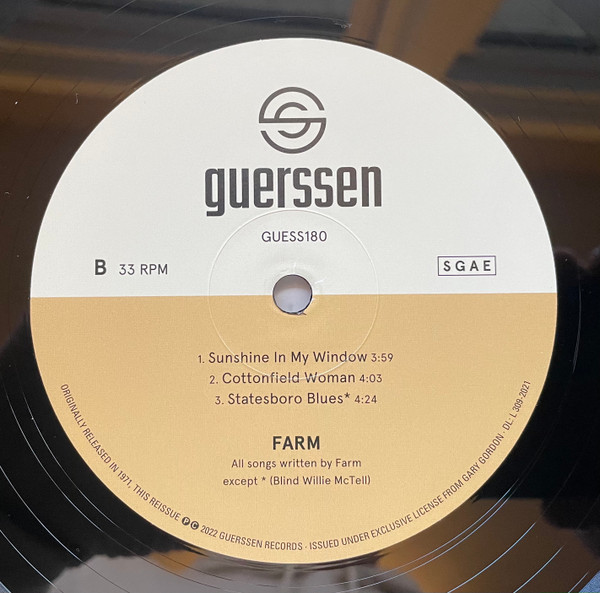 guerssen
GUESS180
B 33 RPM
SGAE
1. Sunshine In My Window 3:59
2. Cottonfield Woman 4:03
3. Statesboro Blues* 4:24
FARM
All songs written by Farm
except * (Blind Willie McTell)
ORIGINALLY RELEASED IN 1971, THIS REISSUE ℗ © 2022 GUERSSEN RECORDS · ISSUED UNDER EXCLUSIVE LICENSE FROM GARY GORDON · DL: L 309-2021